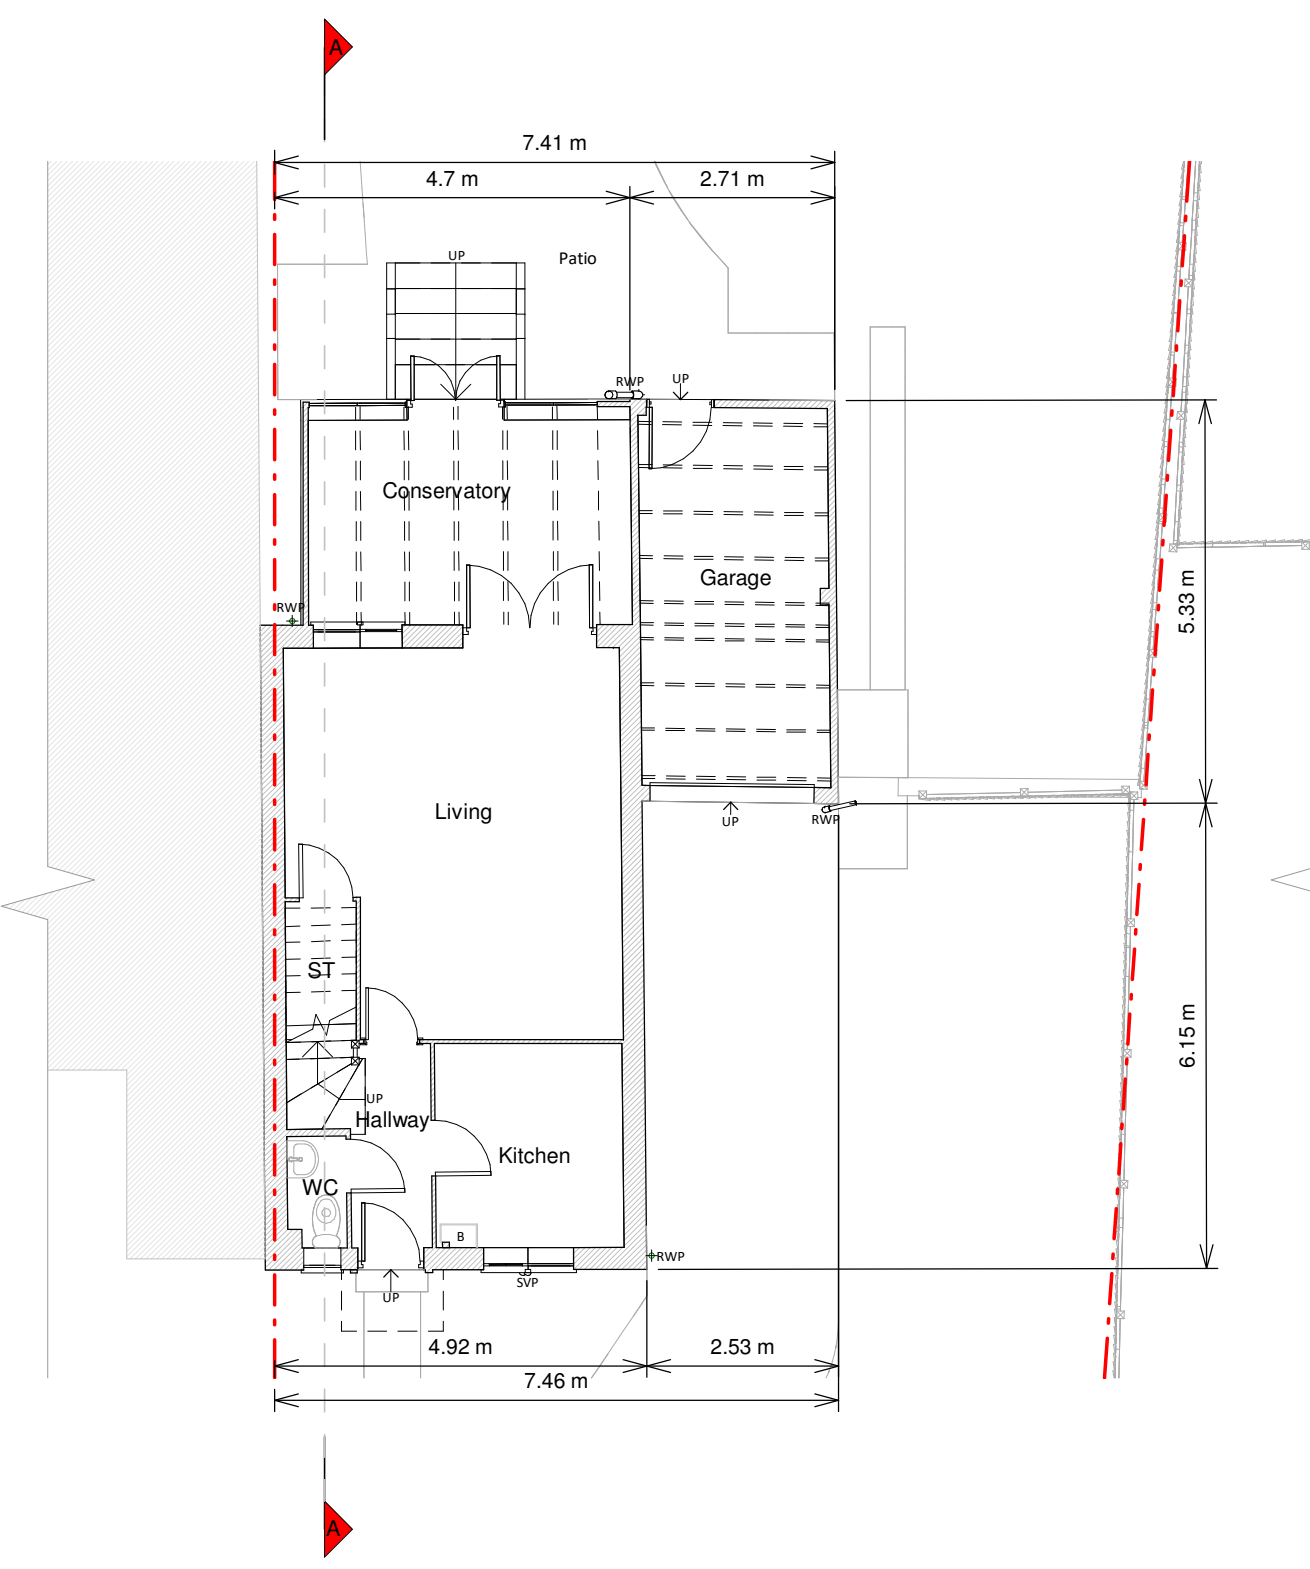 A
7.41 m
4.7 m
2.71 m
UP
Patio
RWP
UP
Conservatory
Garage
5.33 m
RWP
Living
UP
RWP
ST
6.15 m
UP
Hallway
Kitchen
WC
B
RWP
SVP
UP
4.92 m
2.53 m
7.46 m
A